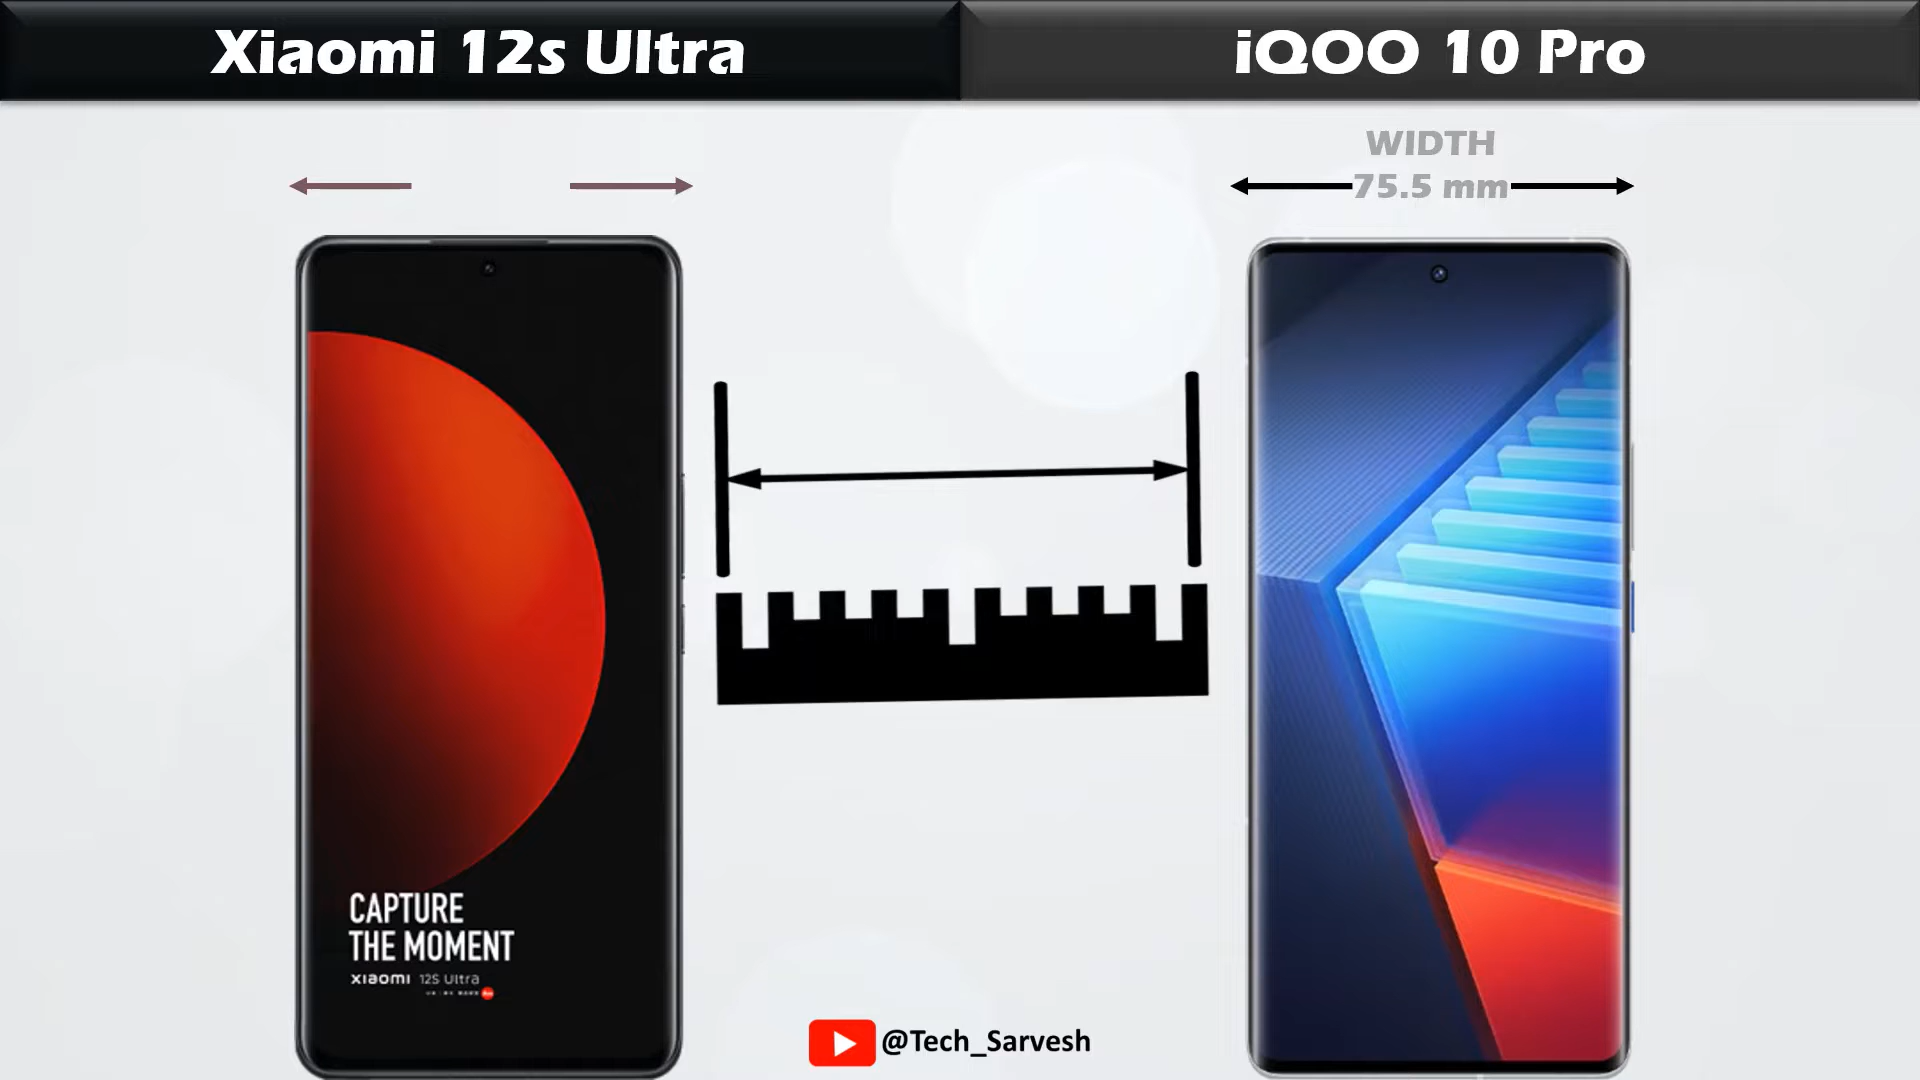 Xiaomi 12s Ultra
iQOO 10 Pro
WIDTH
75.5 mm
CAPTURE
THE MOMENT
xiaomi 12S Ultra
@Tech_Sarvesh